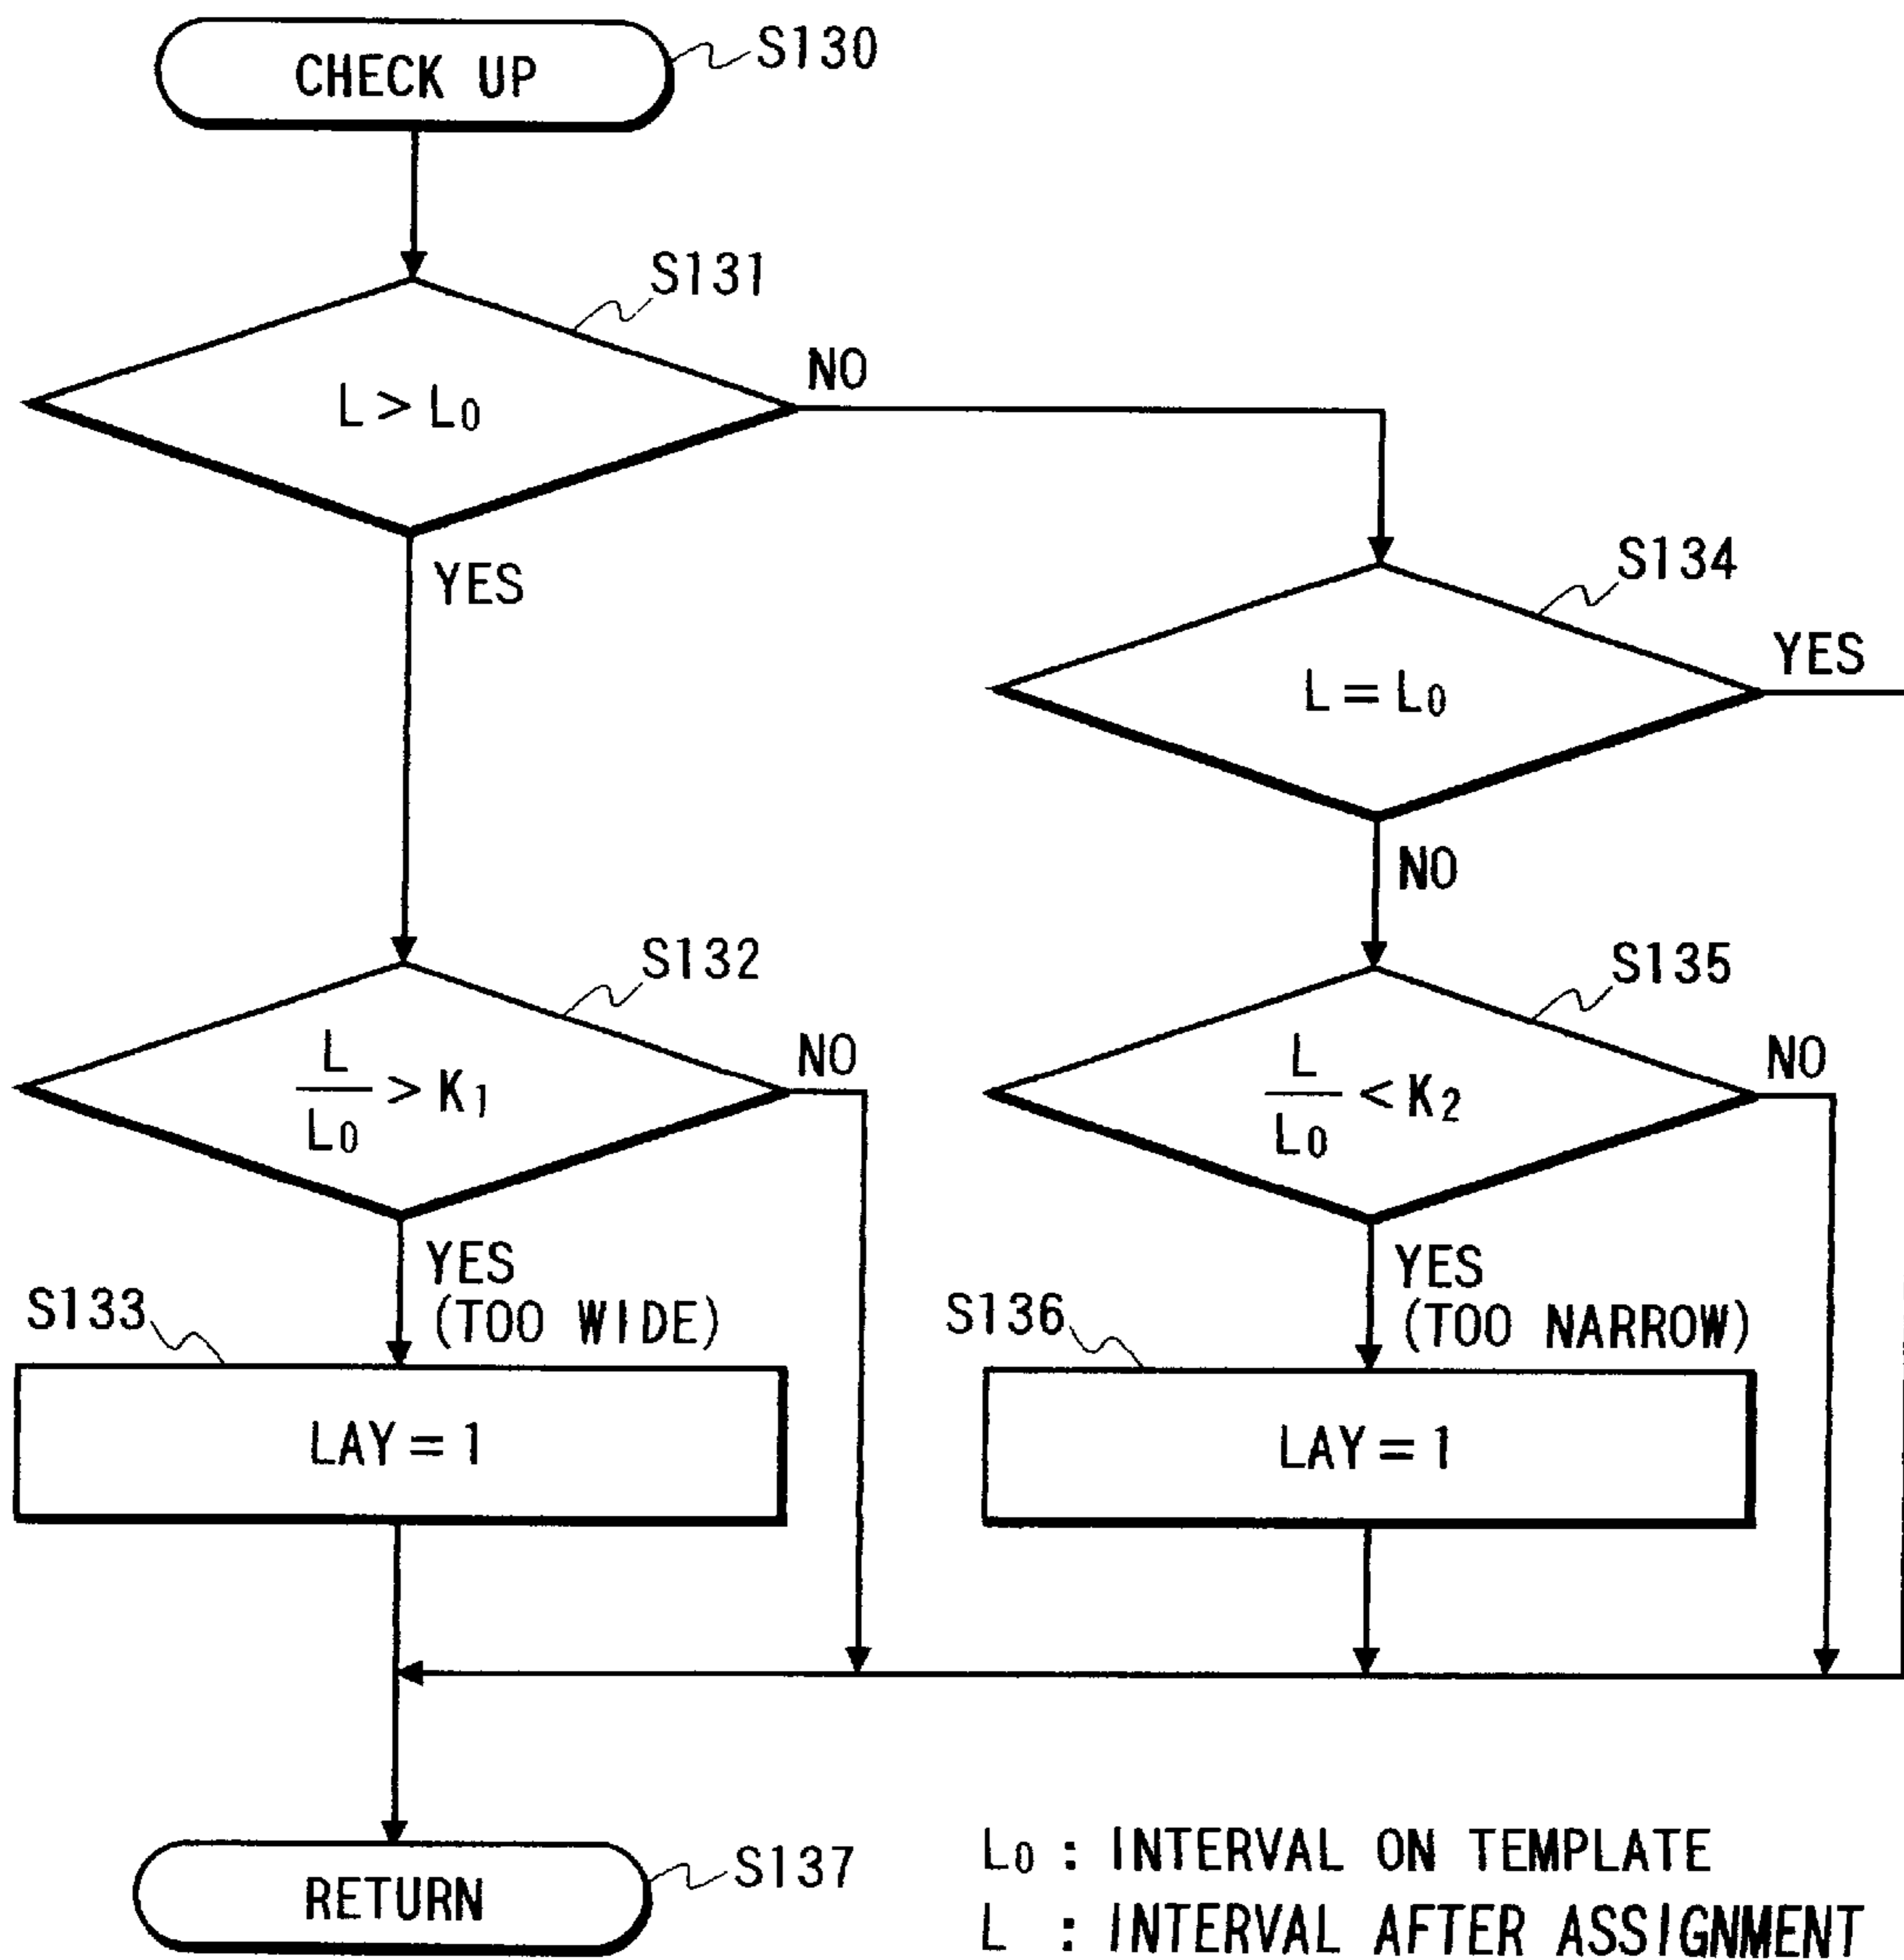 CHECK UP
S130
S131
L > L0
NO
YES
S134
L = L0
YES
NO
S132
L
L0
> K1
NO
YES
(TOO WIDE)
S135
L
L0
< K2
NO
YES
(TOO NARROW)
S133
LAY = 1
S136
LAY = 1
RETURN
S137
L0 : INTERVAL ON TEMPLATE
L : INTERVAL AFTER ASSIGNMENT